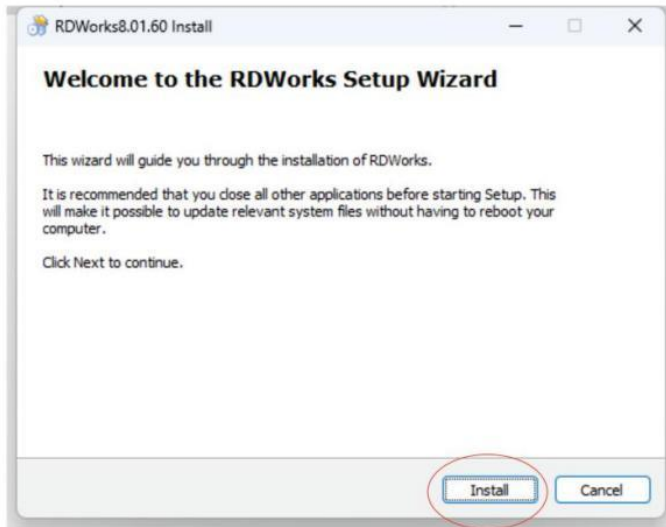 RDWorks8.01.60 Install
Welcome to the RDWorks Setup Wizard
This wizard will guide you through the installation of RDWorks.
It is recommended that you close all other applications before starting Setup. This
will make it possible to update relevant system files without having to reboot your
computer.
Click Next to continue.
Install
Cancel